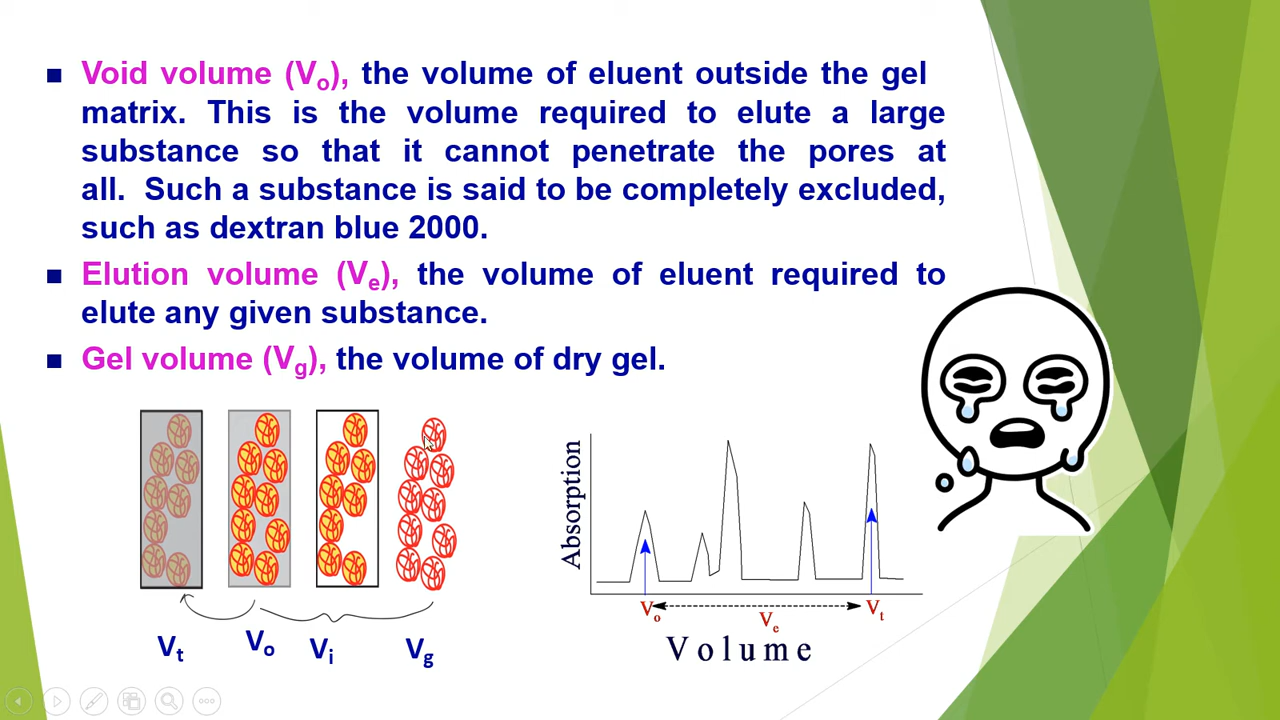 Void volume (Vo), the volume of eluent outside the gel
matrix. This is the volume required to elute a large
substance so that it cannot penetrate the pores at
all. Such a substance is said to be completely excluded,
such as dextran blue 2000.
Elution volume (Ve), the volume of eluent required to
elute any given substance.
Gel volume (Vg), the volume of dry gel.
Vt Vo Vi Vg
Absorption
Vo Ve Vt
Volume